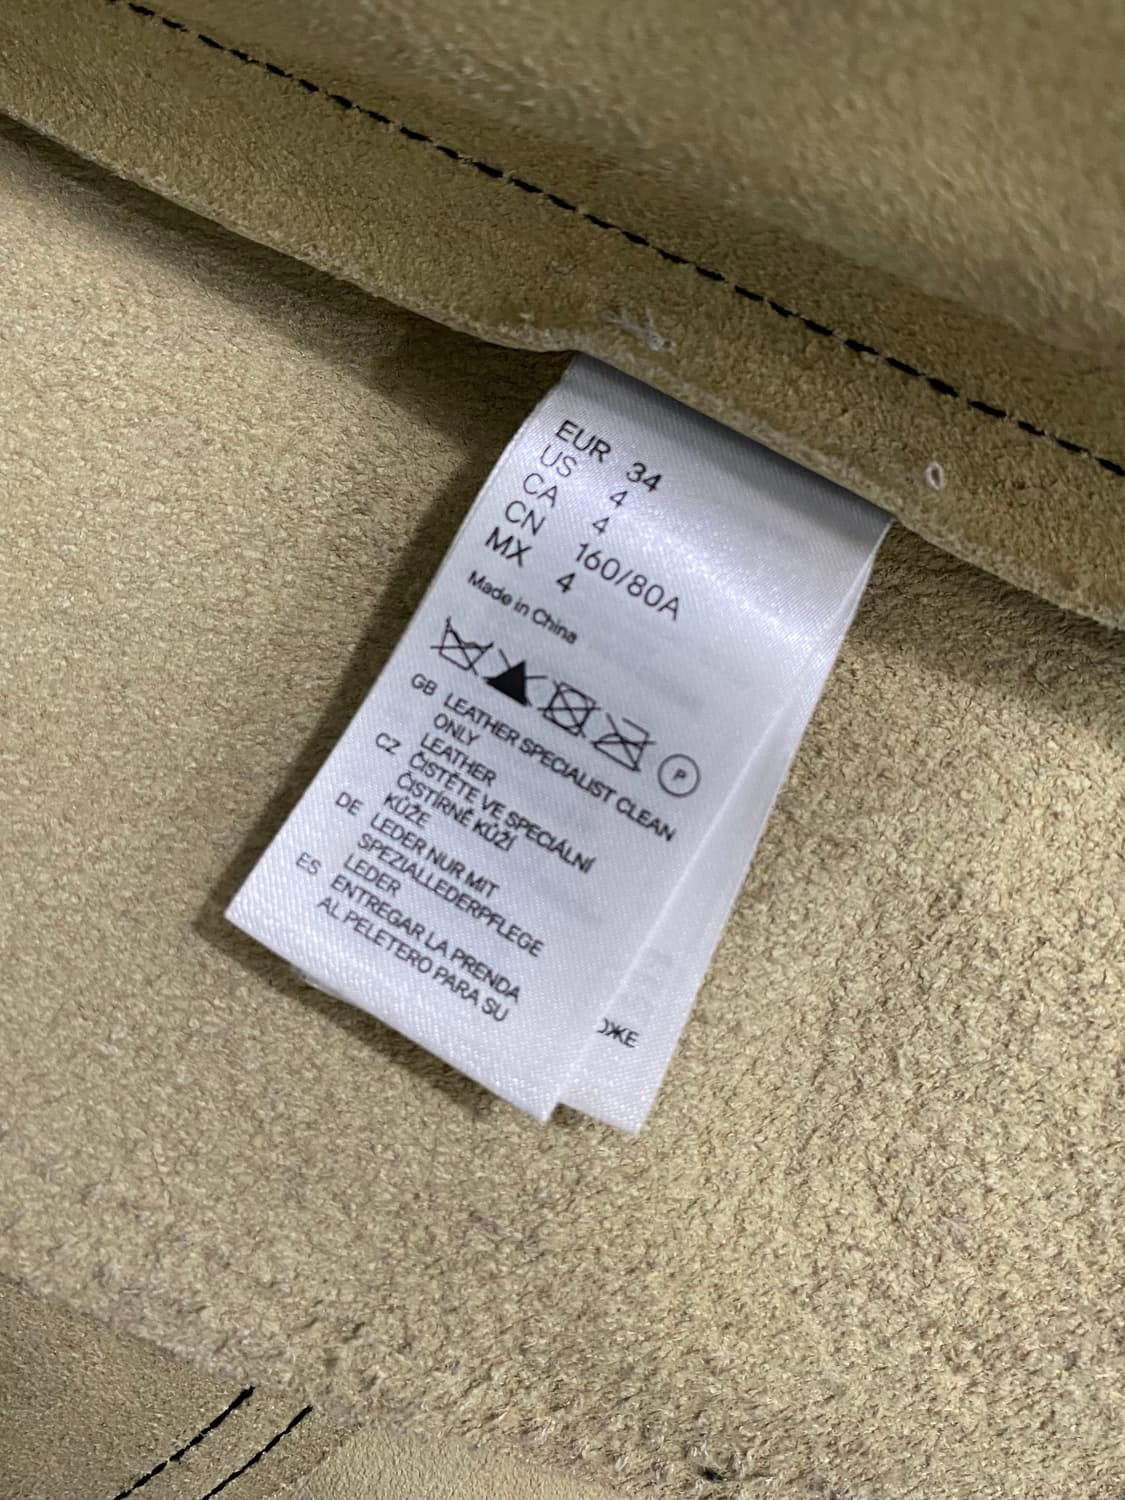 EUR 34
US 4
CA 4
CN 160/80A
MX 4
Made in China
P
GB LEATHER SPECIALIST CLEAN
ONLY
LEATHER
CZ ČISTĚTE VE SPECIÁLNÍ
ČISTÍRNĚ KŮŽÍ
KŮŽE
DE LEDER NUR MIT
SPEZIALLEDERPFLEGE
LEDER
ES ENTREGAR LA PRENDA
AL PELETERO PARA SU